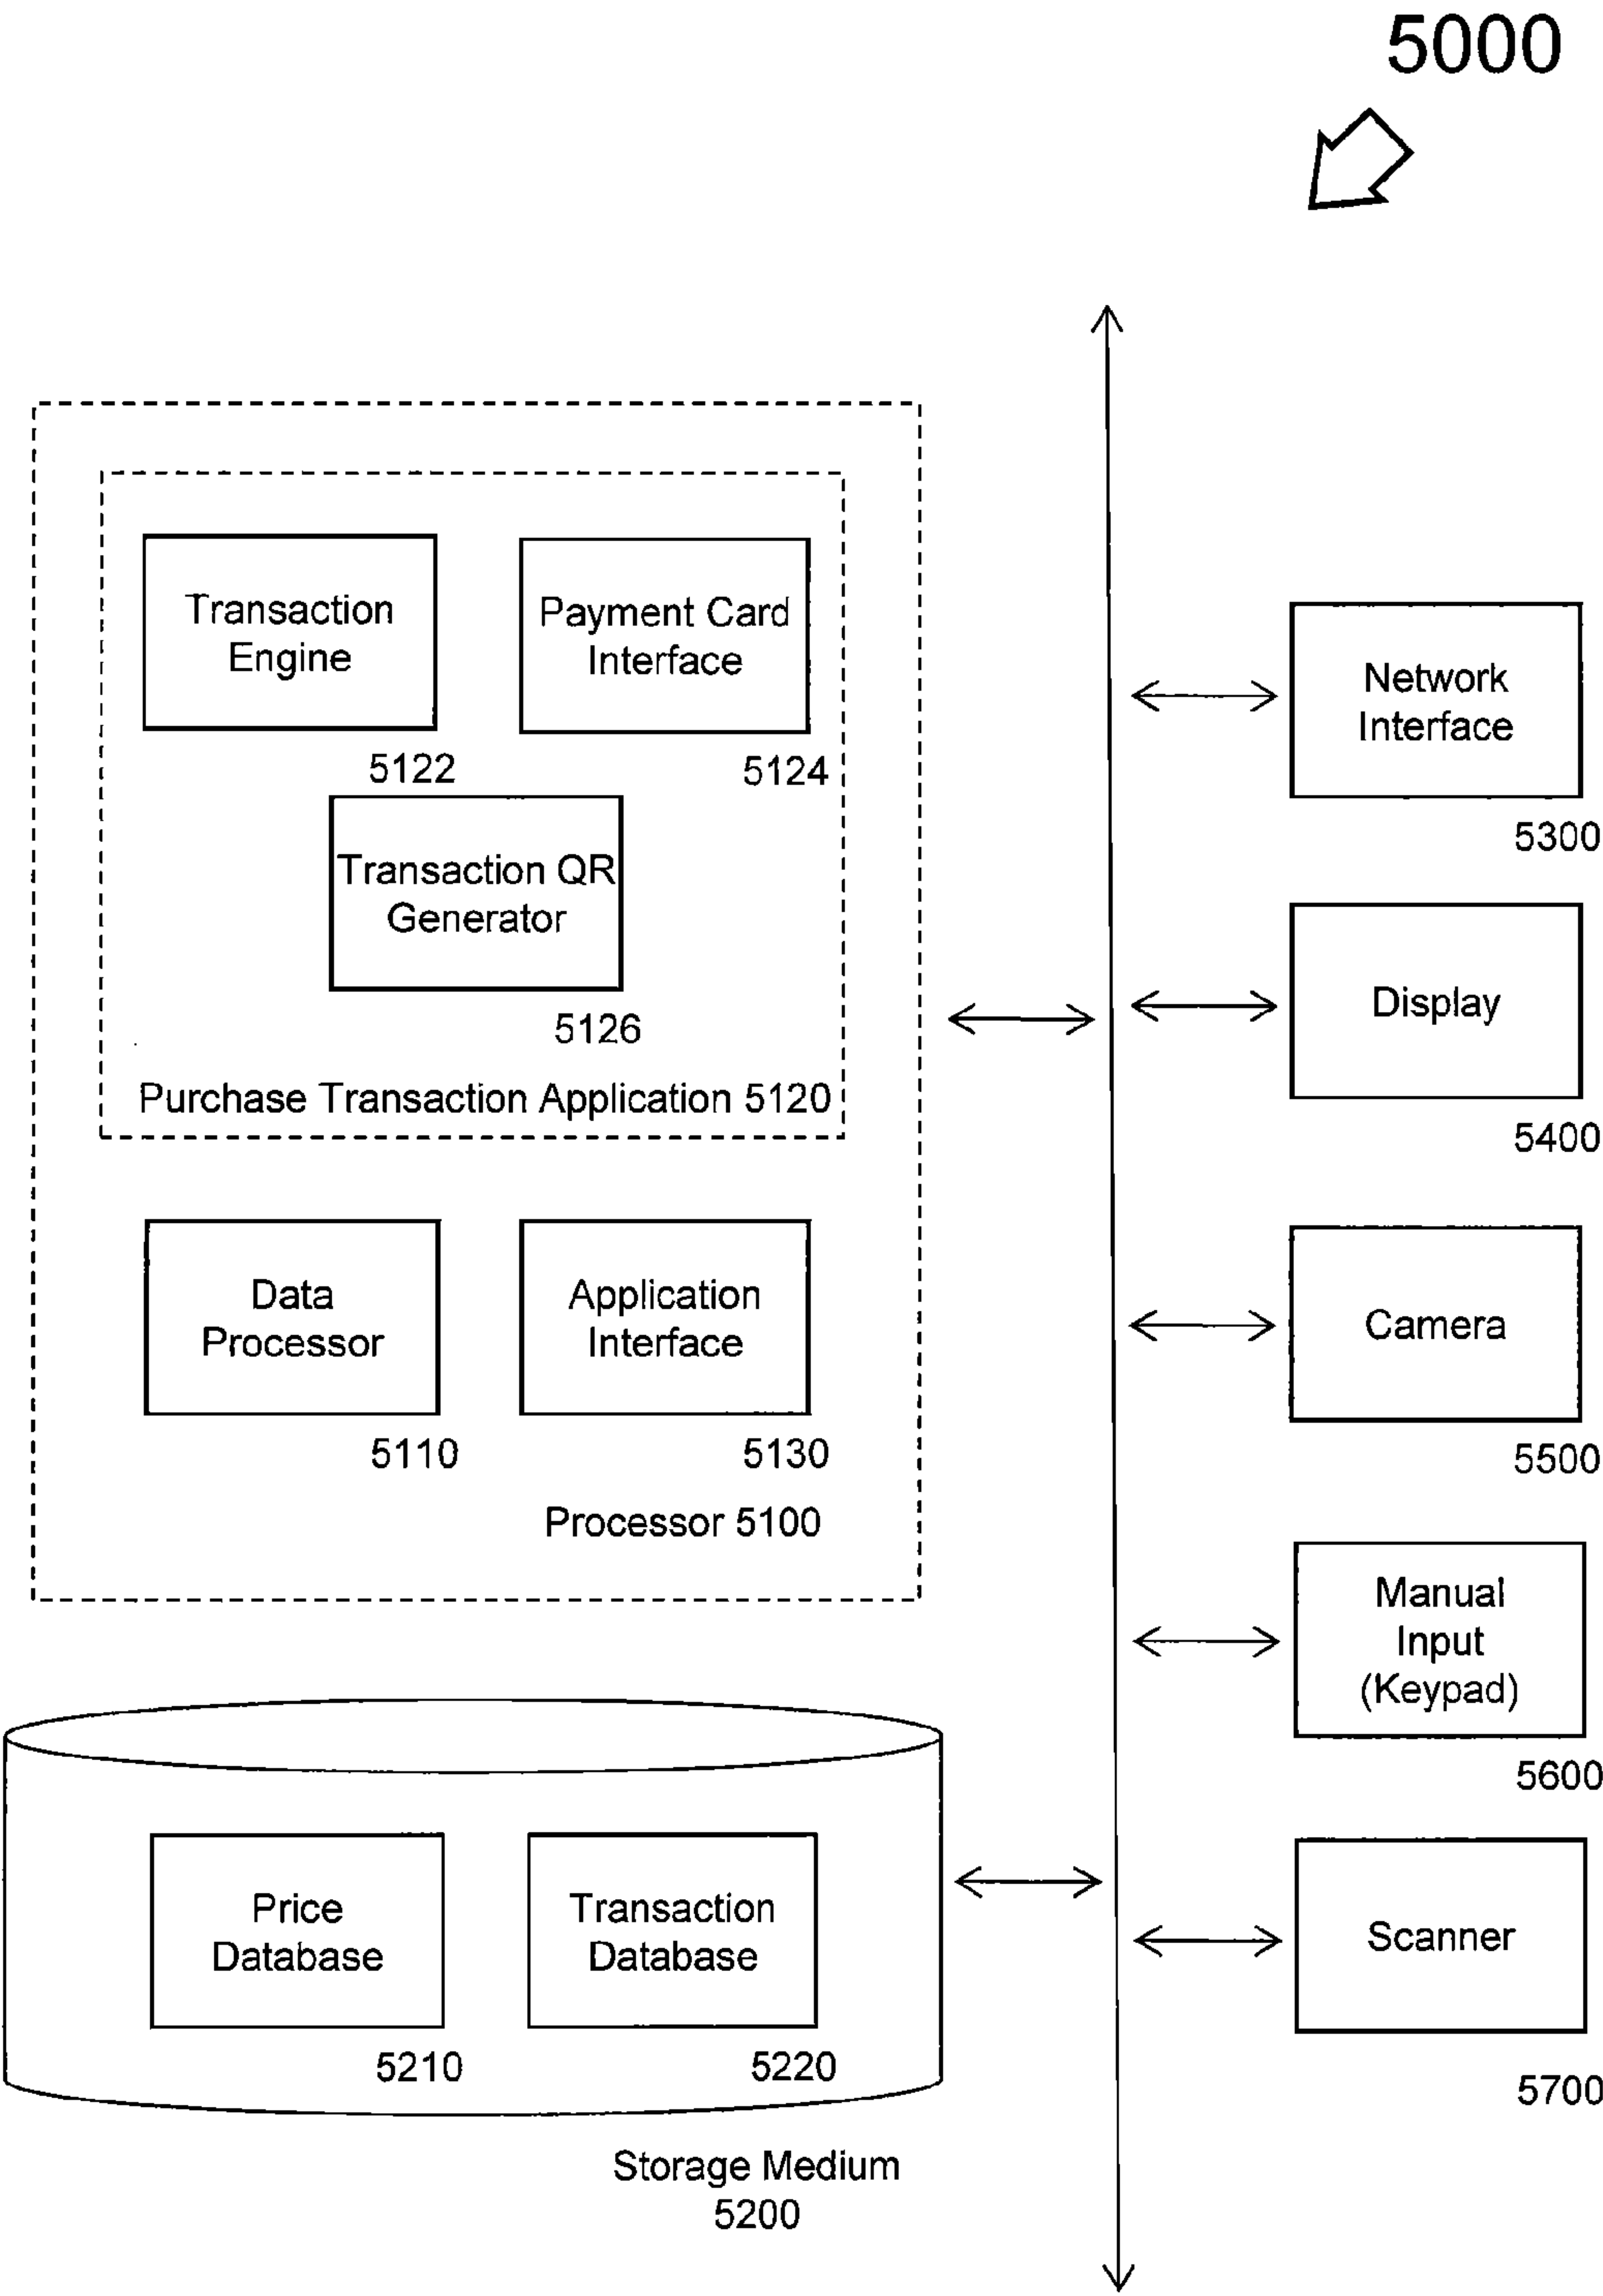 5000
Transaction
Engine
5122
Payment Card
Interface
5124
Transaction QR
Generator
5126
Purchase Transaction Application 5120
Data
Processor
5110
Application
Interface
5130
Processor 5100
Price
Database
5210
Transaction
Database
5220
Storage Medium
5200
Network
Interface
5300
Display
5400
Camera
5500
Manual
Input
(Keypad)
5600
Scanner
5700